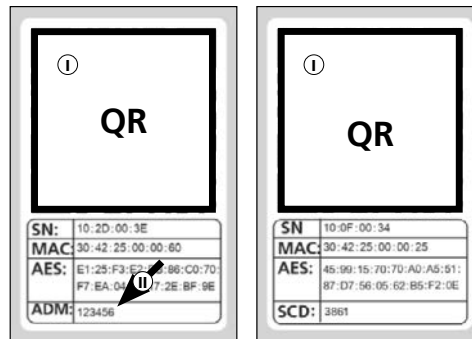 I
QR
SN: 10:2D:00:3E
MAC: 30:42:25:00:00:60
AES: E1:25:F3:E2: :86:C0:70:
F7:EA:04: :2E:BF:9E
II
ADM: 123456
I
QR
SN 10:0F:00:34
MAC: 30:42:25:00:00:25
AES: 45:99:15:70:70:A0:A5:51:
87:D7:56:05:62:B5:F2:0E
SCD: 3861